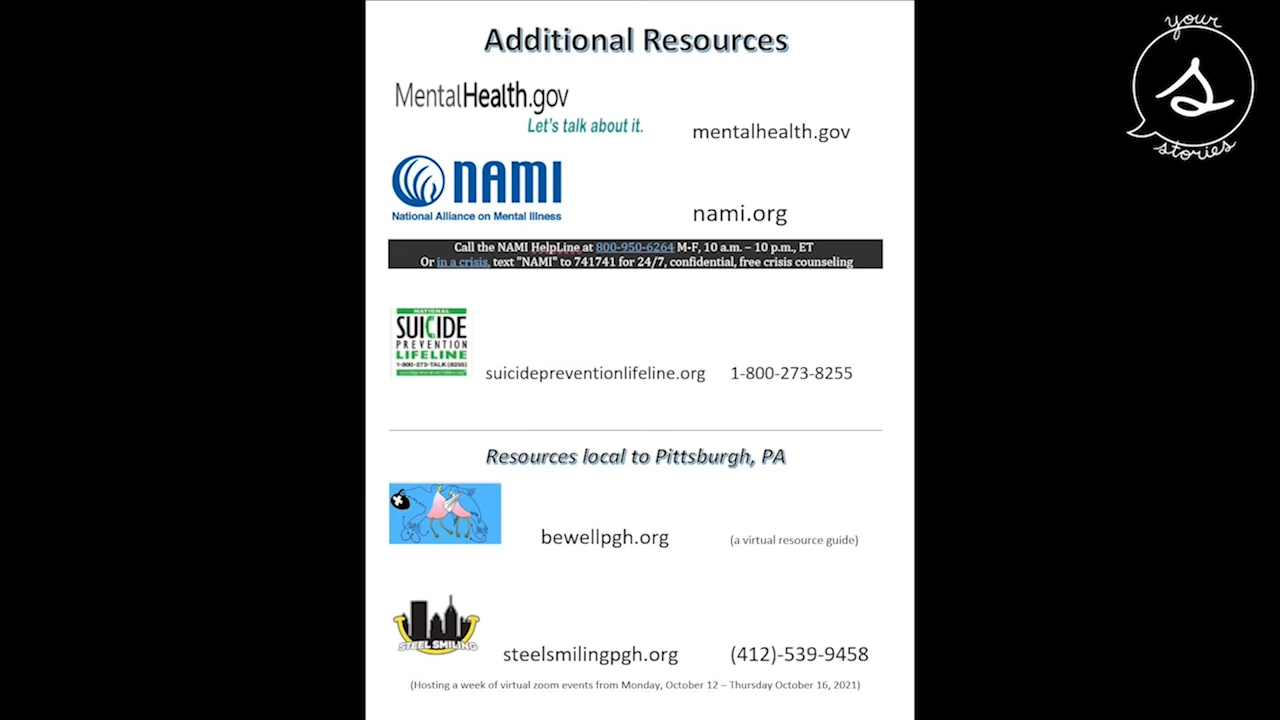 Additional Resources
your
S
stories
MentalHealth.gov
Let's talk about it.
mentalhealth.gov
NAMI
National Alliance on Mental Illness
nami.org
Call the NAMI HelpLine at 800-950-6264 M-F, 10 a.m. – 10 p.m., ET
Or in a crisis, text "NAMI" to 741741 for 24/7, confidential, free crisis counseling
NATIONAL
SUICIDE
PREVENTION
LIFELINE
1-800-273-TALK (8255)
suicidepreventionlifeline.org
suicidepreventionlifeline.org 1-800-273-8255
Resources local to Pittsburgh, PA
bewellpgh.org (a virtual resource guide)
STEEL SMILING
steelsmilingpgh.org (412)-539-9458
(Hosting a week of virtual zoom events from Monday, October 12 – Thursday October 16, 2021)